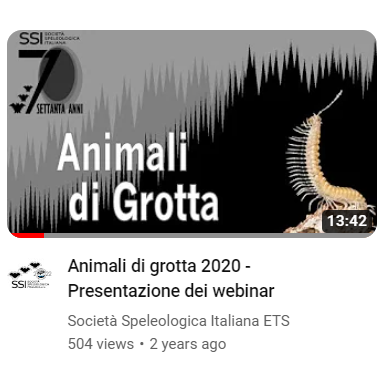 SSI SOCIETÀ
SPELEOLOGICA
ITALIANA
70
SETTANTA ANNI
Animali
di Grotta
13:42
Animali di grotta 2020 -
Presentazione dei webinar
SSI
Società Speleologica Italiana ETS
504 views • 2 years ago